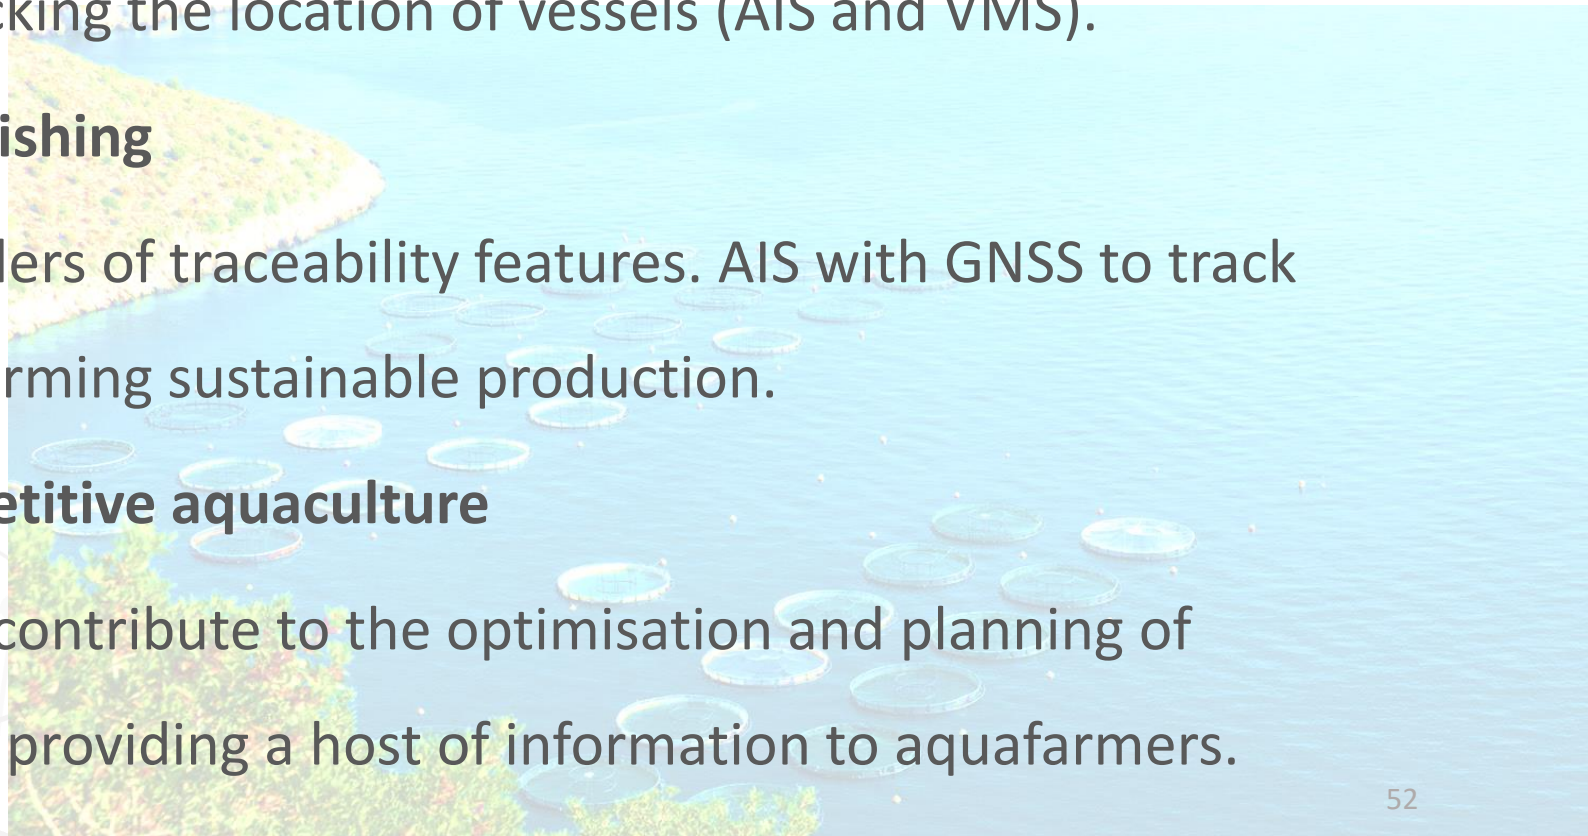 cking the location of vessels (AIS and VMS).
ishing
lers of traceability features. AIS with GNSS to track
rming sustainable production.
etitive aquaculture
contribute to the optimisation and planning of
providing a host of information to aquafarmers.
52